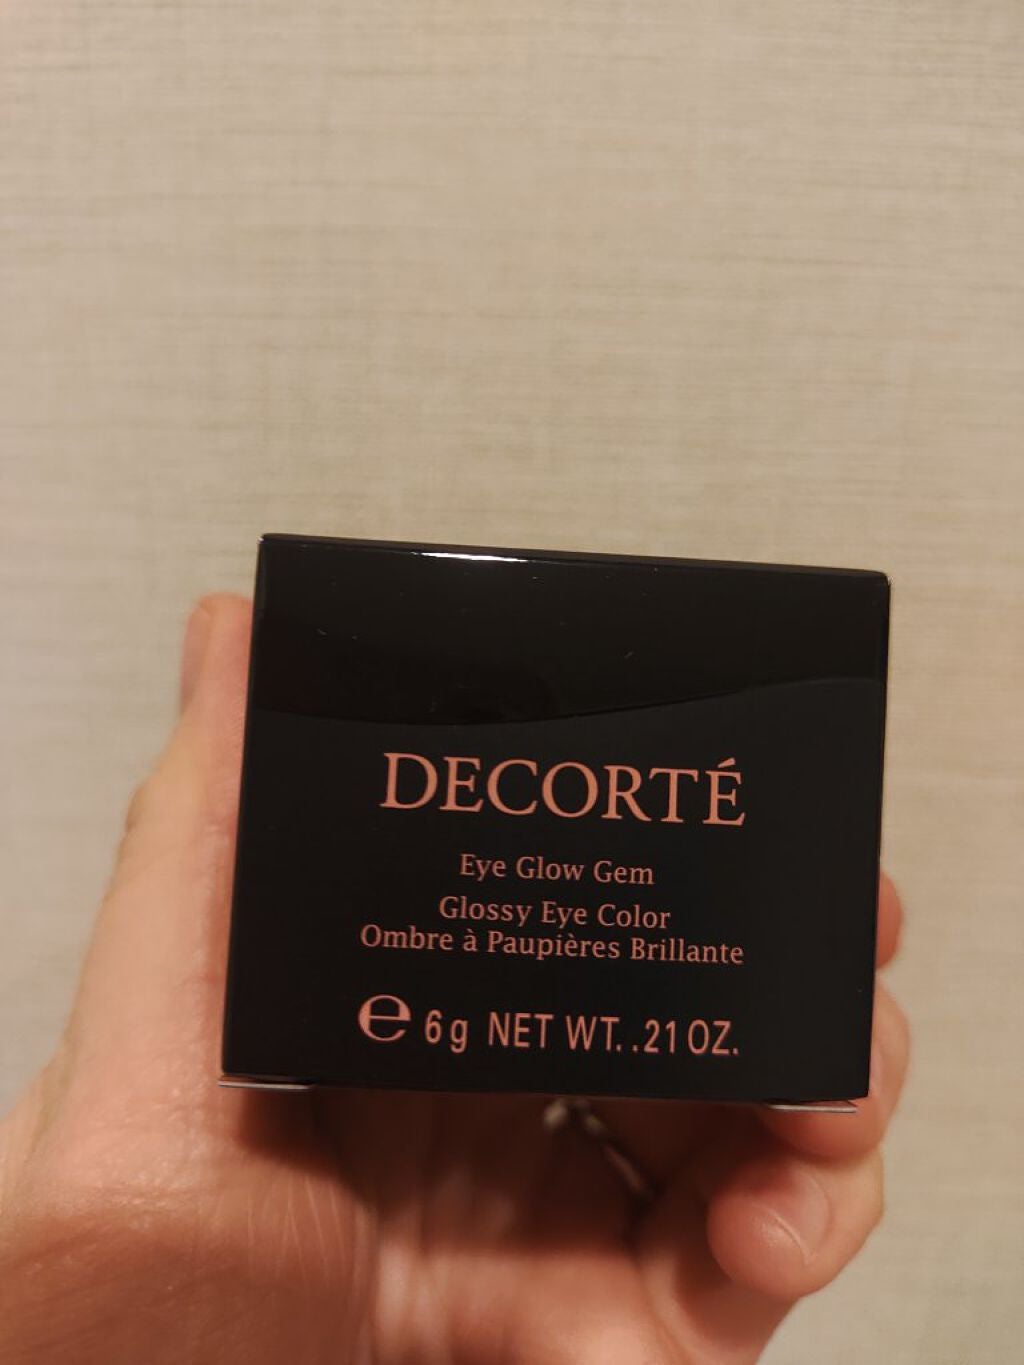 DECORTÉ
Eye Glow Gem
Glossy Eye Color
Ombre à Paupières Brillante
℮ 6g NET WT. .21 OZ.